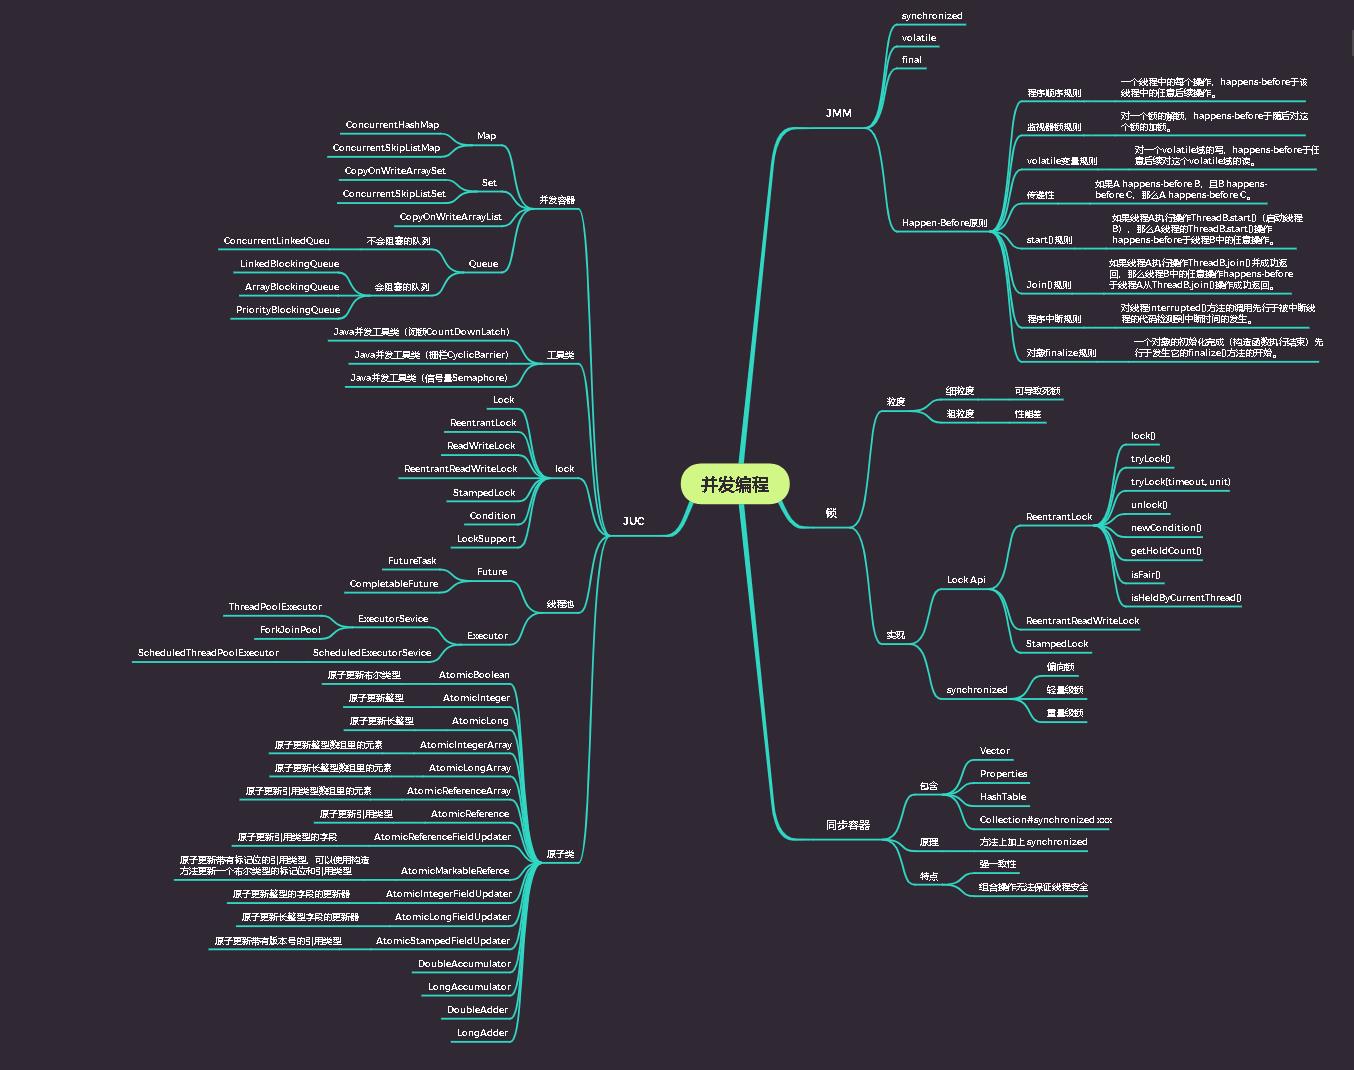 并发编程
JMM
synchronized
volatile
final
Happen-Before原则
程序顺序规则
一个线程中的每个操作，happens-before于该
线程中的任意后续操作。
监视器锁规则
对一个锁的解锁，happens-before于随后对这
个锁的加锁。
volatile变量规则
对一个volatile域的写，happens-before于任
意后续对这个volatile域的读。
传递性
如果A happens-before B，且B happens-
before C，那么A happens-before C。
start()规则
如果线程A执行操作ThreadB.start()（启动线程
B），那么A线程的ThreadB.start()操作
happens-before于线程B中的任意操作。
Join()规则
如果线程A执行操作ThreadB.join()并成功返
回，那么线程B中的任意操作happens-before
于线程A从ThreadB.join()操作成功返回。
程序中断规则
对线程interrupted()方法的调用先行于被中断线
程的代码检测到中断时间的发生。
对象finalize规则
一个对象的初始化完成（构造函数执行结束）先
行于发生它的finalize()方法的开始。
锁
粒度
细粒度
可导致死锁
粗粒度
性能差
实现
Lock Api
ReentrantLock
lock()
tryLock()
tryLock(timeout, unit)
unlock()
newCondition()
getHoldCount()
isFair()
isHeldByCurrentThread()
ReentrantReadWriteLock
StampedLock
synchronized
偏向锁
轻量级锁
重量级锁
同步容器
包含
Vector
Properties
HashTable
Collection#synchronized xxx
原理
方法上加上 synchronized
特点
强一致性
组合操作无法保证线程安全
JUC
并发容器
Map
ConcurrentHashMap
ConcurrentSkipListMap
Set
CopyOnWriteArraySet
ConcurrentSkipListSet
CopyOnWriteArrayList
Queue
不会阻塞的队列
ConcurrentLinkedQueu
会阻塞的队列
LinkedBlockingQueue
ArrayBlockingQueue
PriorityBlockingQueue
工具类
Java并发工具类（闭锁CountDownLatch）
Java并发工具类（栅栏CyclicBarrier）
Java并发工具类（信号量Semaphore）
lock
Lock
ReentrantLock
ReadWriteLock
ReentrantReadWriteLock
StampedLock
Condition
LockSupport
线程池
Future
FutureTask
CompletableFuture
Executor
ExecutorSevice
ThreadPoolExecutor
ForkJoinPool
ScheduledExecutorSevice
ScheduledThreadPoolExecutor
原子类
AtomicBoolean
原子更新布尔类型
AtomicInteger
原子更新整型
AtomicLong
原子更新长整型
AtomicIntegerArray
原子更新整型数组里的元素
AtomicLongArray
原子更新长整型数组里的元素
AtomicReferenceArray
原子更新引用类型数组里的元素
AtomicReference
原子更新引用类型
AtomicReferenceFieldUpdater
原子更新引用类型的字段
AtomicMarkableReferce
原子更新带有标记位的引用类型，可以使用构造
方法更新一个布尔类型的标记位和引用类型
AtomicIntegerFieldUpdater
原子更新整型的字段的更新器
AtomicLongFieldUpdater
原子更新长整型字段的更新器
AtomicStampedFieldUpdater
原子更新带有版本号的引用类型
DoubleAccumulator
LongAccumulator
DoubleAdder
LongAdder